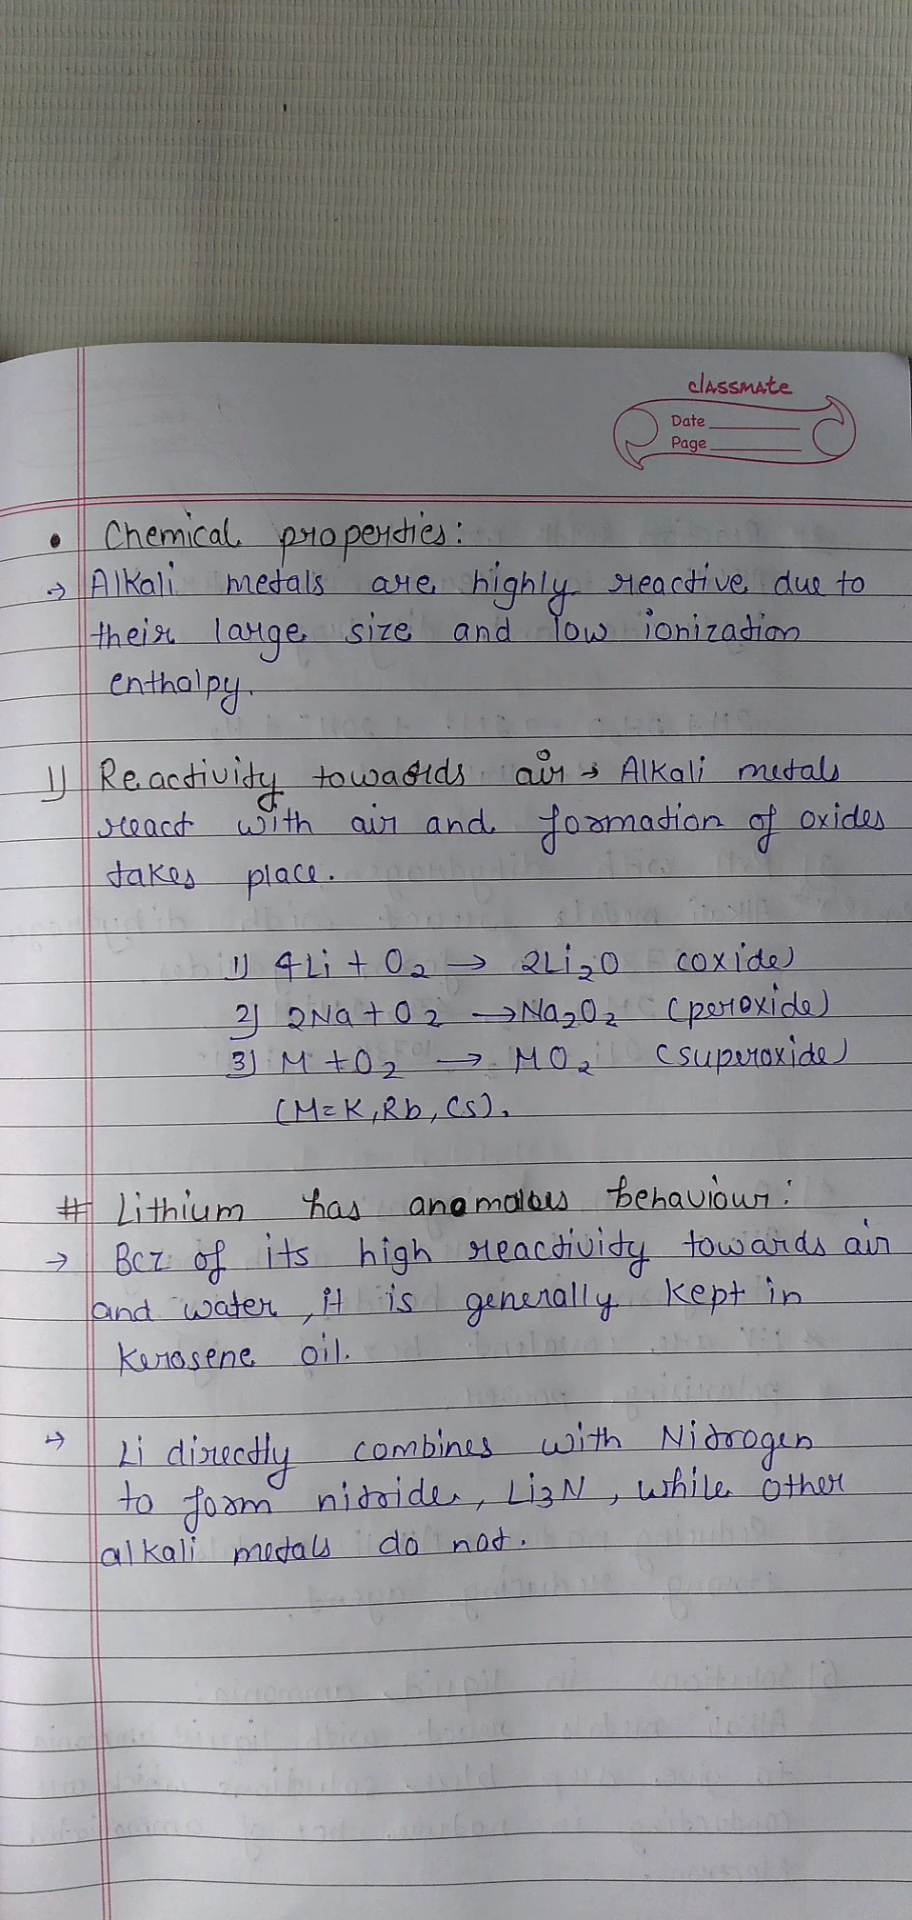 classmate
Date
Page
• Chemical properties:
→ Alkali metals are highly reactive due to
their large size and low ionization
enthalpy.
1) Reactivity towards air → Alkali metals
react with air and formation of oxides
takes place.
1) 4Li + O2 → 2Li2O (oxide)
2) 2Na + O2 → Na2O2 (peroxide)
3) M + O2 → MO2 (superoxide)
(M=K, Rb, Cs).
# Lithium has anomalous behaviour:
→ Bcz of its high reactivity towards air
and water, it is generally kept in
kerosene oil.
→ Li directly combines with Nitrogen
to form nitride, Li3N, while other
alkali metals do not.